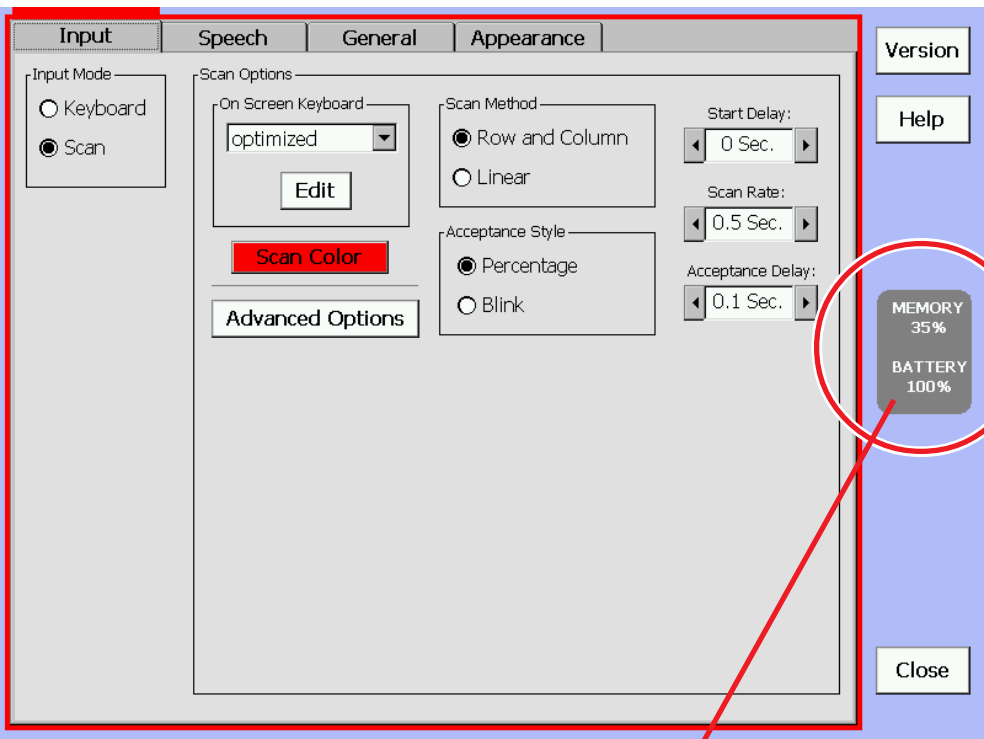 Input
Speech
General
Appearance
Input Mode
Keyboard
Scan
Scan Options
On Screen Keyboard
optimized
Edit
Scan Color
Advanced Options
Scan Method
Row and Column
Linear
Acceptance Style
Percentage
Blink
Start Delay:
0 Sec.
Scan Rate:
0.5 Sec.
Acceptance Delay:
0.1 Sec.
Version
Help
MEMORY
35%
BATTERY
100%
Close